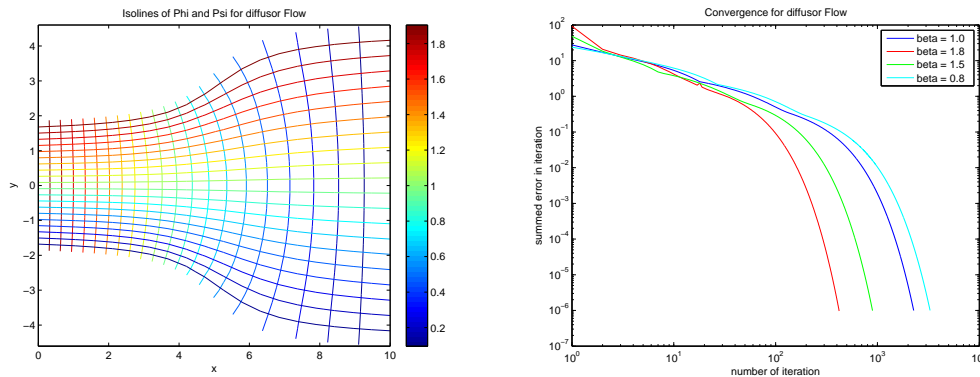 Isolines of Phi and Psi for diffusor Flow
4
3
2
1
0
−1
−2
−3
−4
y
0 2 4 6 8 10
x
1.8
1.6
1.4
1.2
1
0.8
0.6
0.4
0.2
Convergence for diffusor Flow
10^2
10^1
10^0
10^−1
10^−2
10^−3
10^−4
10^−5
10^−6
10^−7
summed error in iteration
beta = 1.0
beta = 1.8
beta = 1.5
beta = 0.8
10^0 10^1 10^2 10^3 10^4
number of iteration